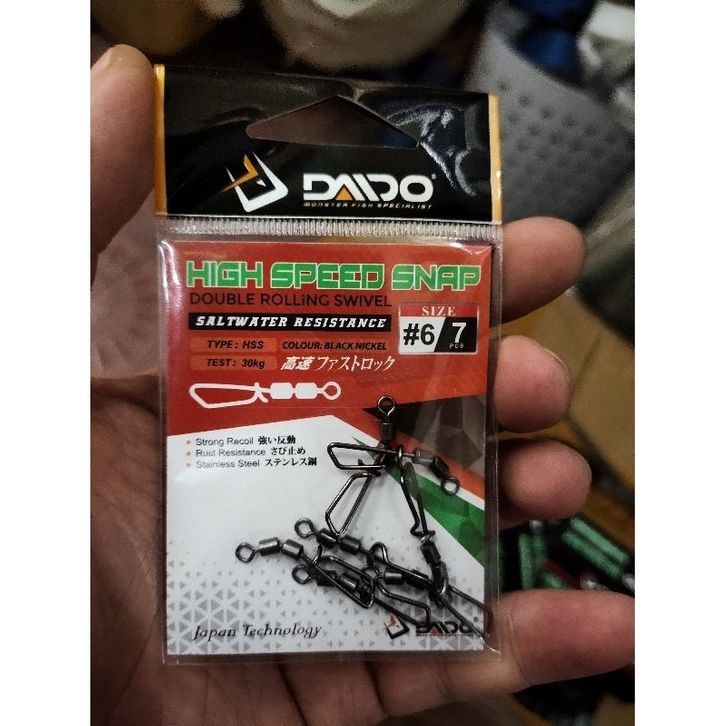 DAIDO®
MONSTER FISH SPECIALIST
HIGH SPEED SNAP
DOUBLE ROLLiNG SWIVEL
SALTWATER RESISTANCE
SIZE
#6 7 PCS
TYPE : HSS COLOUR: BLACK NICKEL
TEST : 30kg 高速 ファストロック
Strong Recoil 強い反動
Rust Resistance さび止め
Stainless Steel ステンレス鋼
Japan Technology
DAIDO